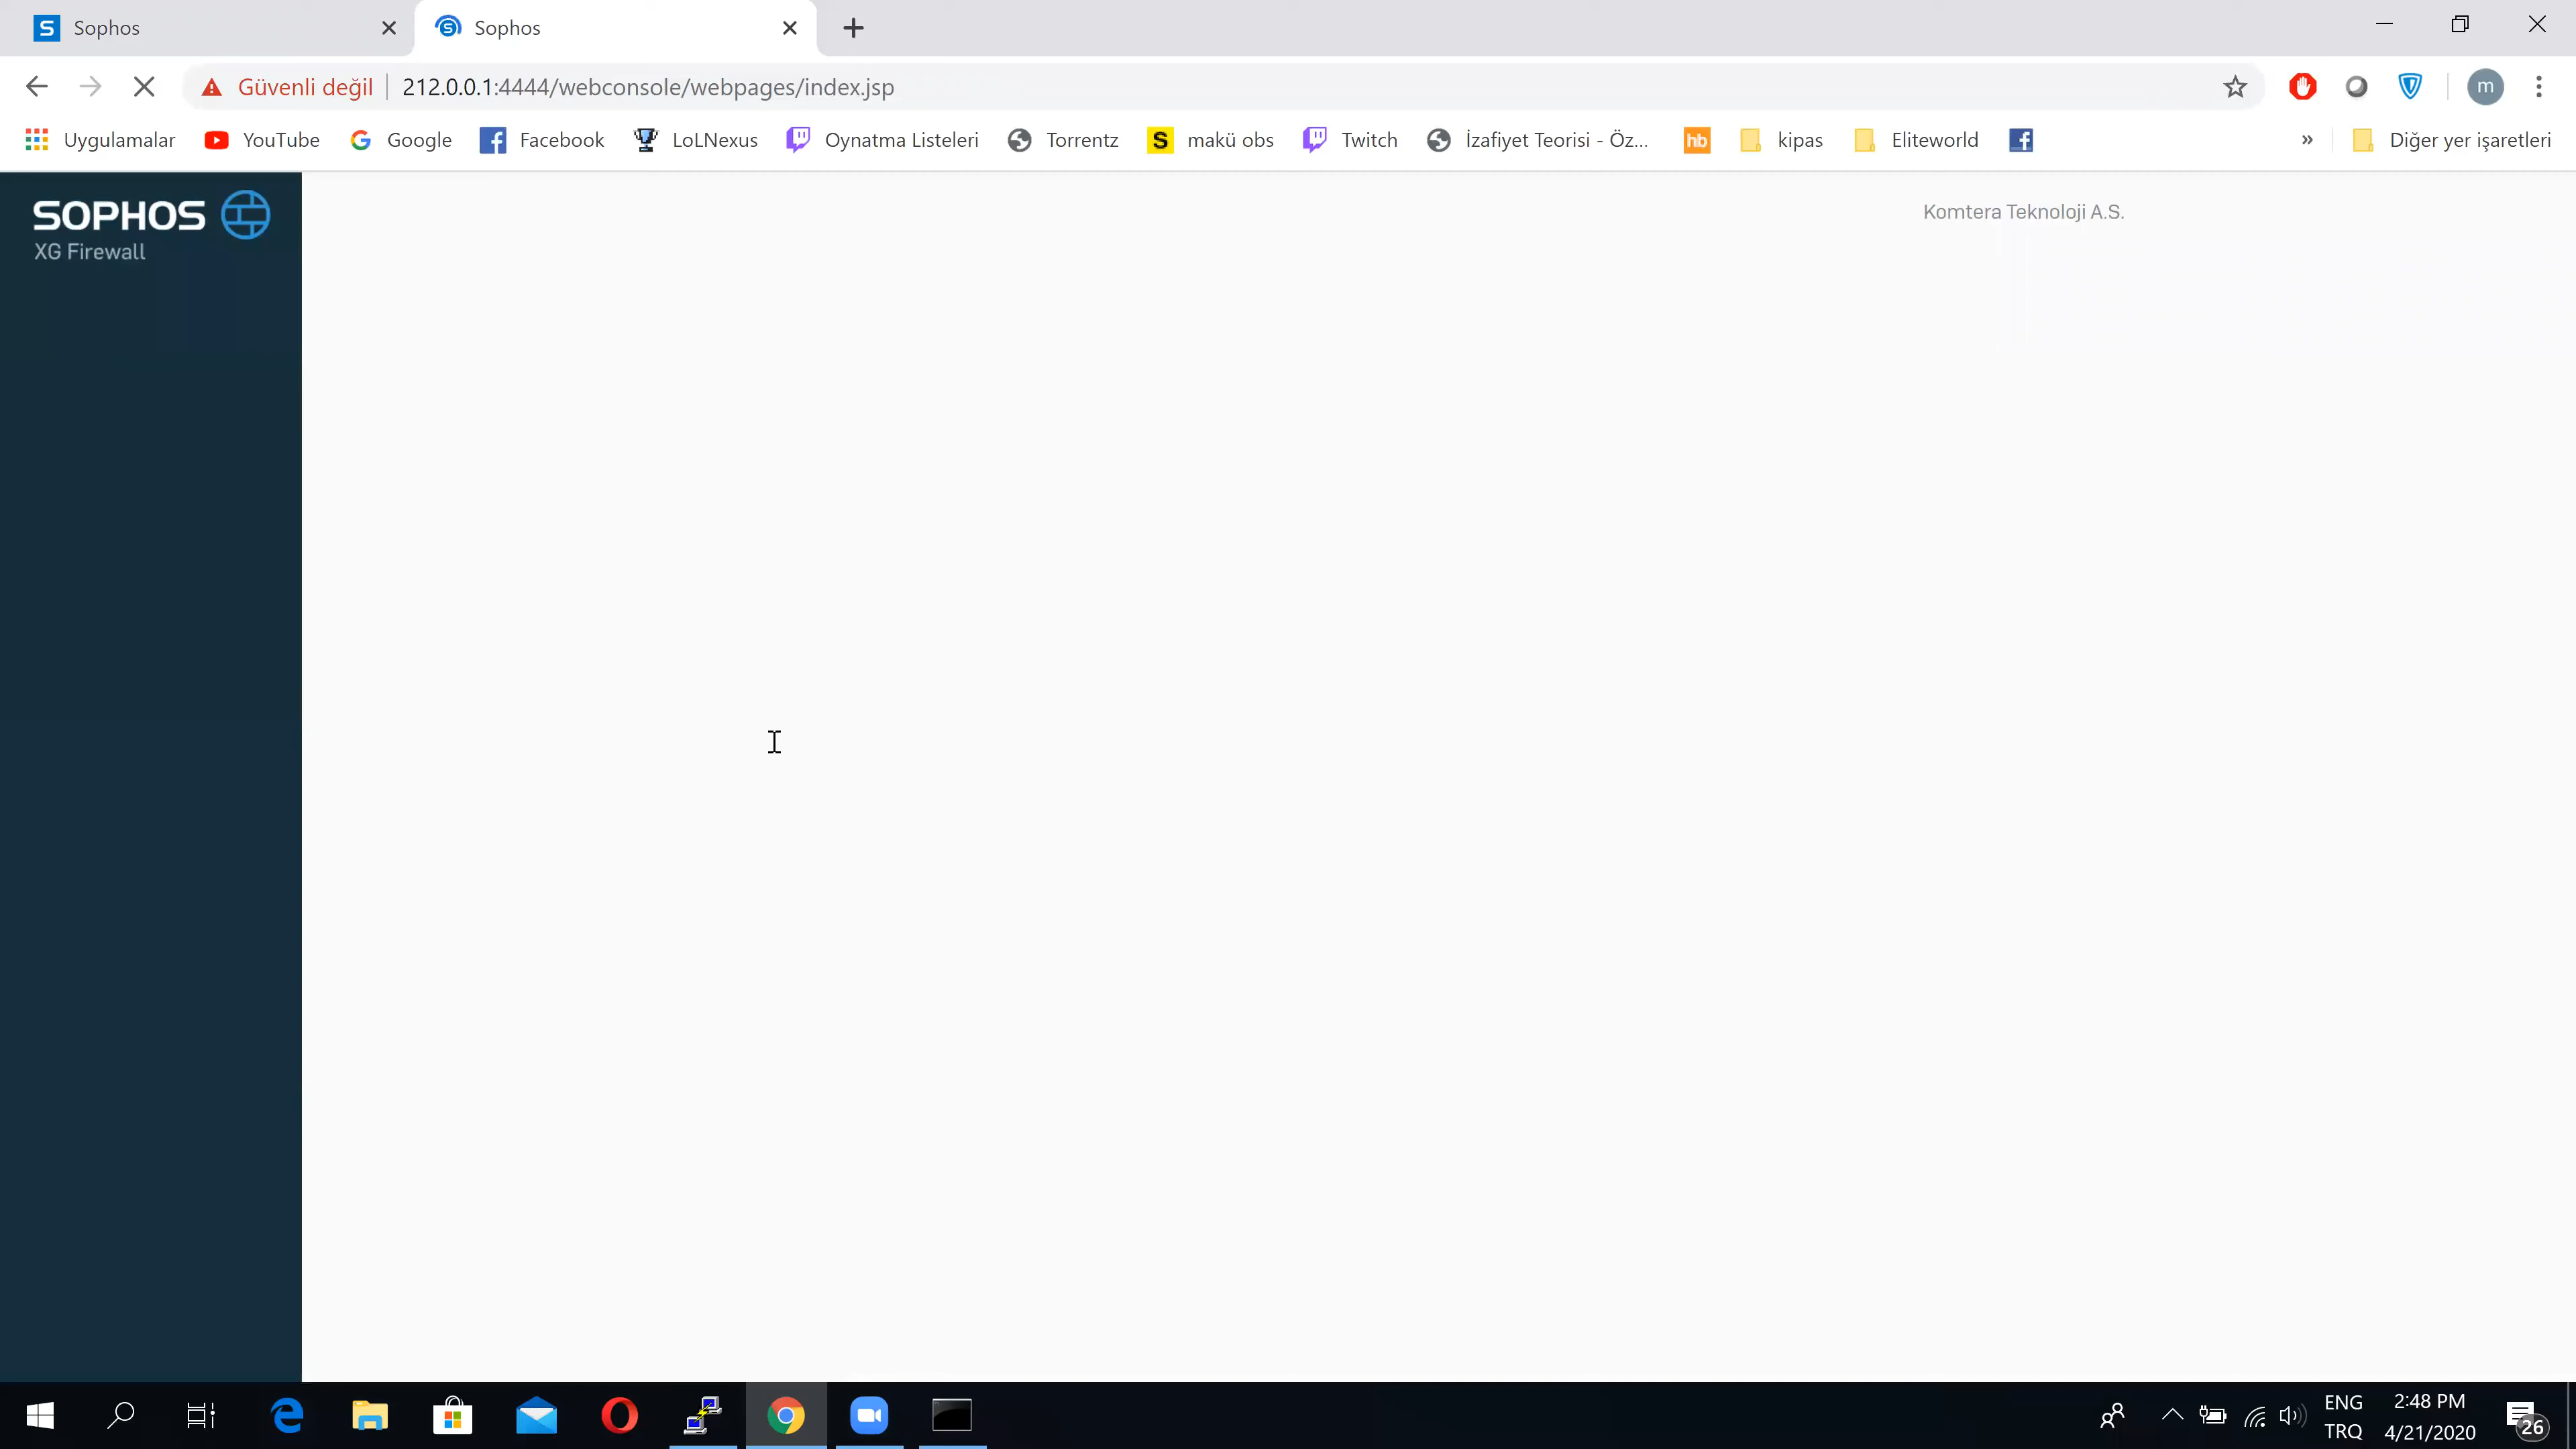 Sophos
Sophos
Güvenli değil
212.0.0.1:4444/webconsole/webpages/index.jsp
m
Uygulamalar YouTube Google Facebook LoLNexus Oynatma Listeleri Torrentz S makü obs Twitch İzafiyet Teorisi - Öz... hb kipas Eliteworld » Diğer yer işaretleri
SOPHOS
XG Firewall
Komtera Teknoloji A.S.
ENG
TRQ
2:48 PM
4/21/2020
26